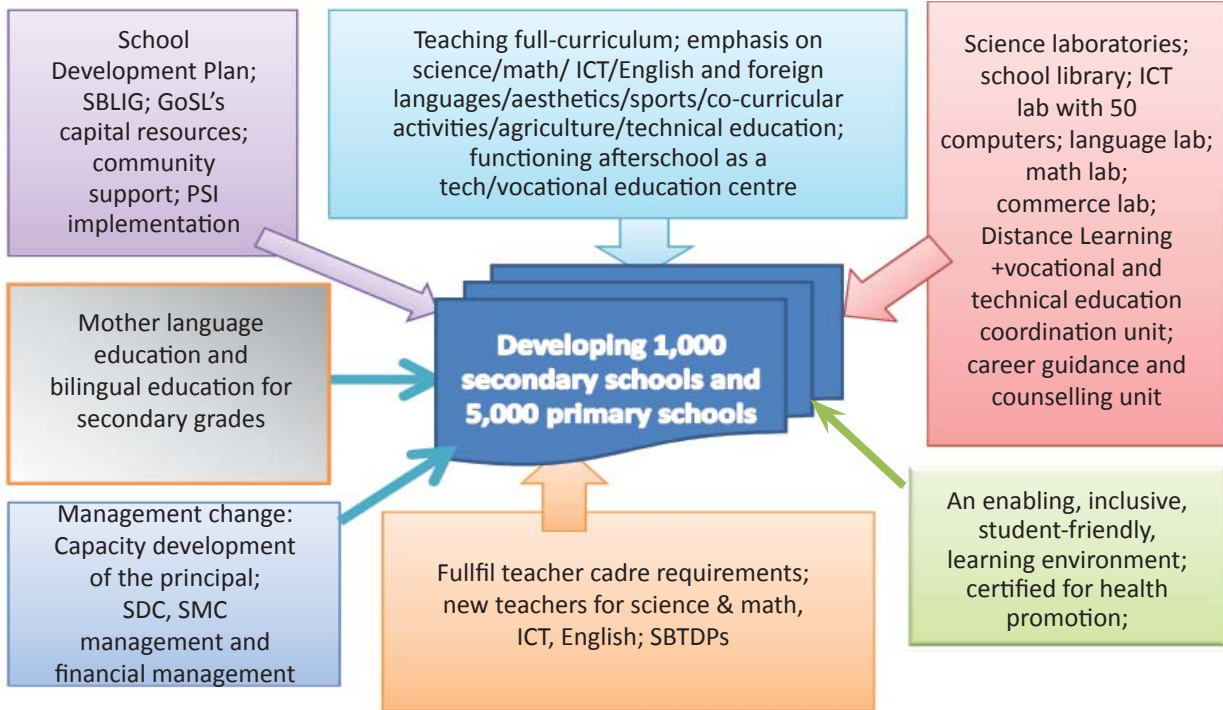 School
Development Plan;
SBLIG; GoSL's
capital resources;
community
support; PSI
implementation
Teaching full-curriculum; emphasis on
science/math/ ICT/English and foreign
languages/aesthetics/sports/co-curricular
activities/agriculture/technical education;
functioning afterschool as a
tech/vocational education centre
Science laboratories;
school library; ICT
lab with 50
computers; language lab;
math lab;
commerce lab;
Distance Learning
+vocational and
technical education
coordination unit;
career guidance and
counselling unit
Mother language
education and
bilingual education for
secondary grades
Developing 1,000
secondary schools and
5,000 primary schools
Management change:
Capacity development
of the principal;
SDC, SMC
management and
financial management
Fullfil teacher cadre requirements;
new teachers for science & math,
ICT, English; SBTDPs
An enabling, inclusive,
student-friendly,
learning environment;
certified for health
promotion;